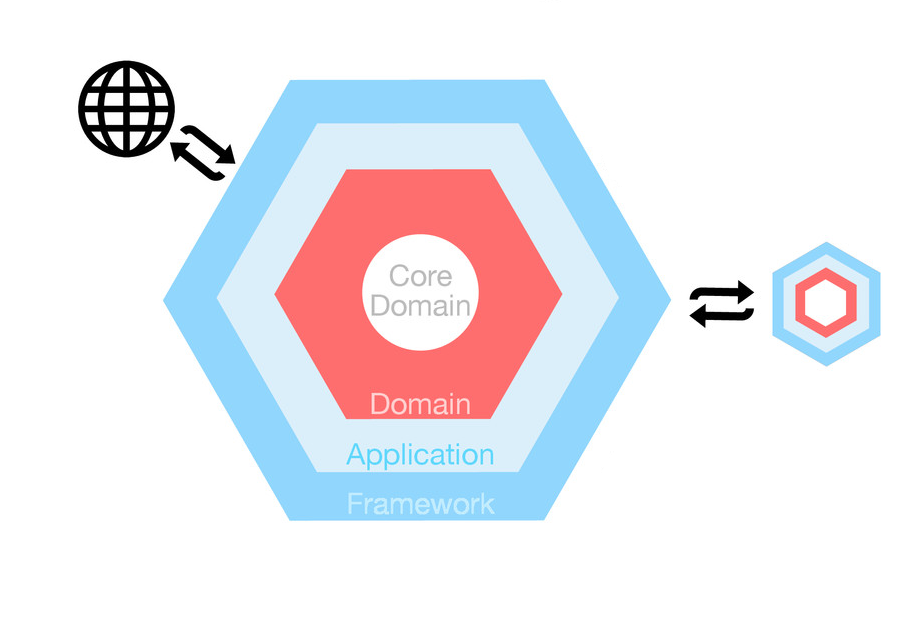 Core
Domain
Domain
Application
Framework